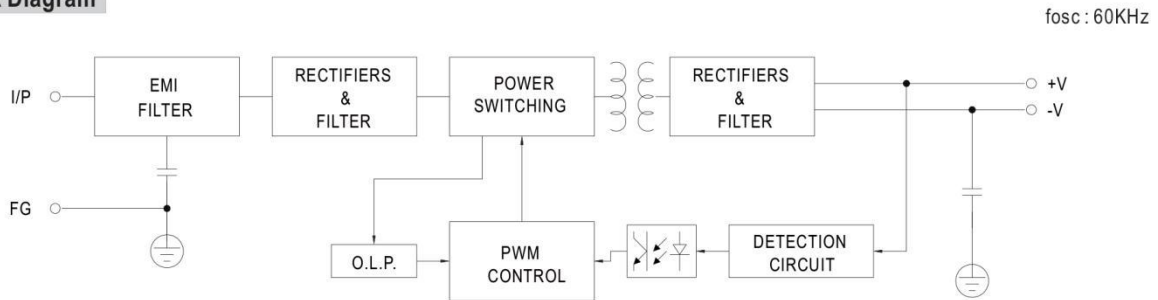 Diagram
fosc : 60KHz
I/P
EMI
FILTER
RECTIFIERS
&
FILTER
POWER
SWITCHING
RECTIFIERS
&
FILTER
+V
-V
FG
O.L.P.
PWM
CONTROL
DETECTION
CIRCUIT